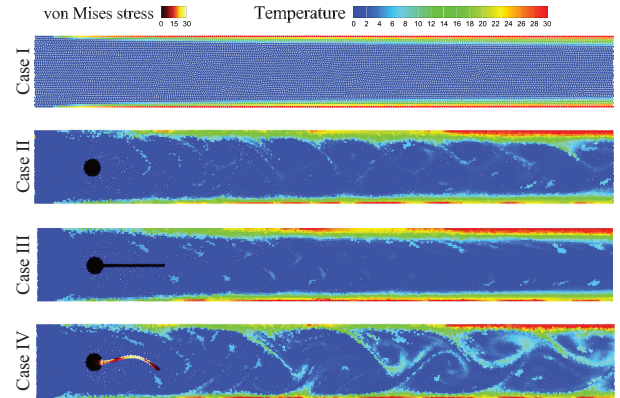 von Mises stress
0 15 30
Temperature
0 2 4 6 8 10 12 14 16 18 20 22 24 26 28 30
Case I
Case II
Case III
Case IV